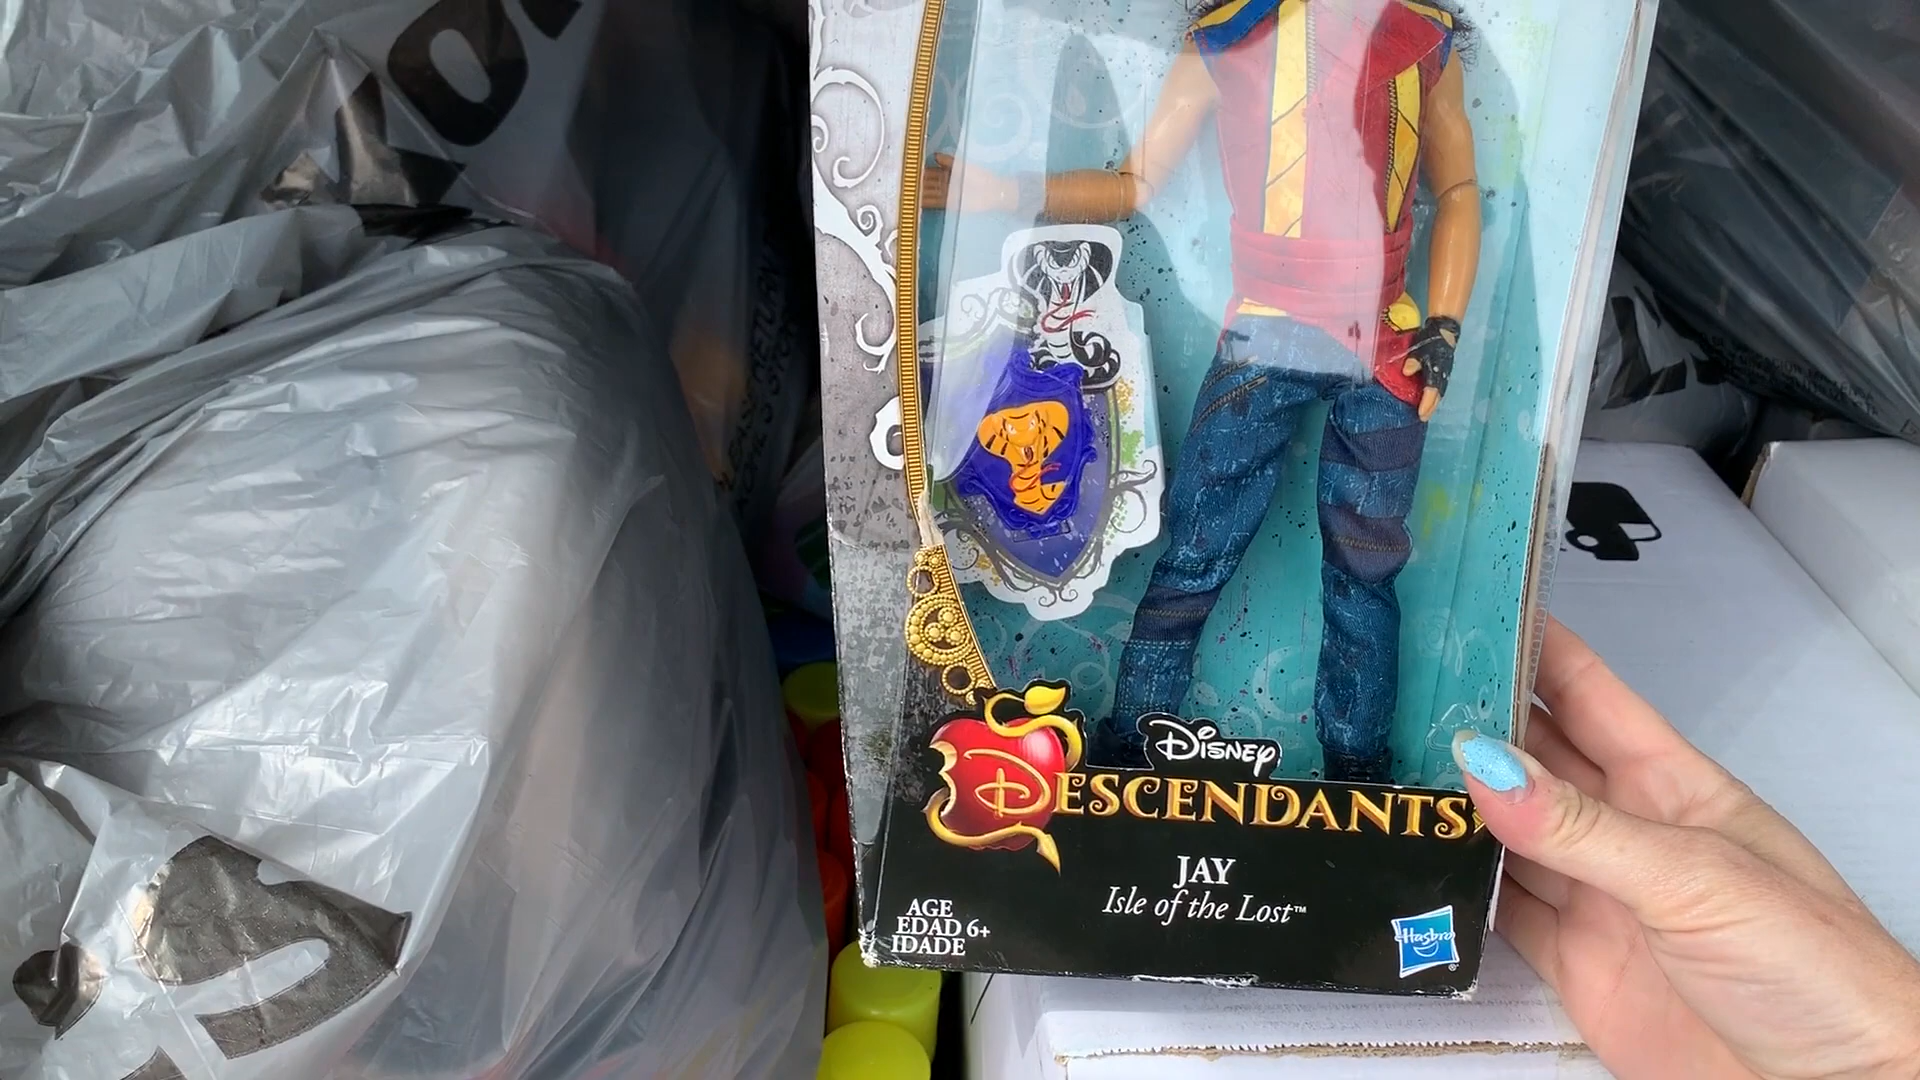 DISNEY
DESCENDANTS
JAY
Isle of the Lost™
AGE
EDAD 6+
IDADE
Hasbro
®